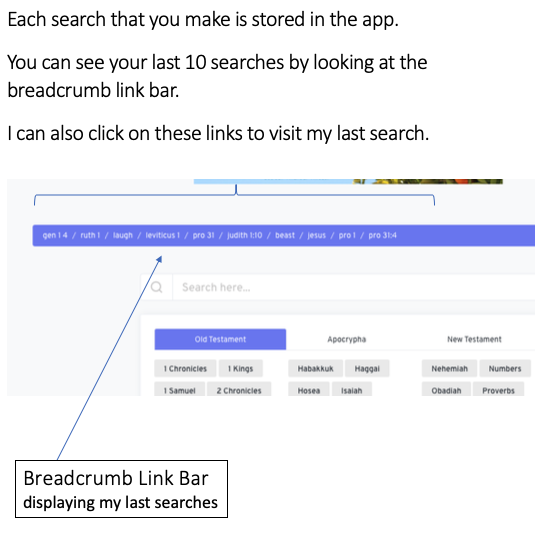 Each search that you make is stored in the app.
You can see your last 10 searches by looking at the
breadcrumb link bar.
I can also click on these links to visit my last search.
gen 1 4 / ruth 1 / laugh / leviticus 1 / pro 31 / judith 1:10 / beast / jesus / pro 1 / pro 31:4
Search here...
Old Testament Apocrypha New Testament
1 Chronicles 1 Kings Habakkuk Haggai Nehemiah Numbers
1 Samuel 2 Chronicles Hosea Isaiah Obadiah Proverbs
Breadcrumb Link Bar
displaying my last searches